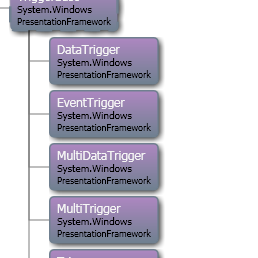 System.Windows
PresentationFramework
DataTrigger
System.Windows
PresentationFramework
EventTrigger
System.Windows
PresentationFramework
MultiDataTrigger
System.Windows
PresentationFramework
MultiTrigger
System.Windows
PresentationFramework